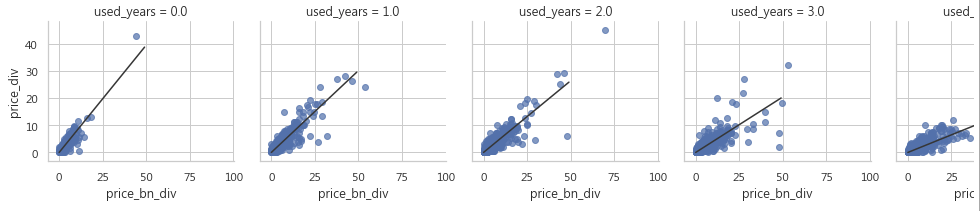 used_years = 0.0
used_years = 1.0
used_years = 2.0
used_years = 3.0
used_
price_div
40
30
20
10
0
0 25 50 75 100
0 25 50 75 100
0 25 50 75 100
0 25 50 75 100
0 25
price_bn_div
price_bn_div
price_bn_div
price_bn_div
pric